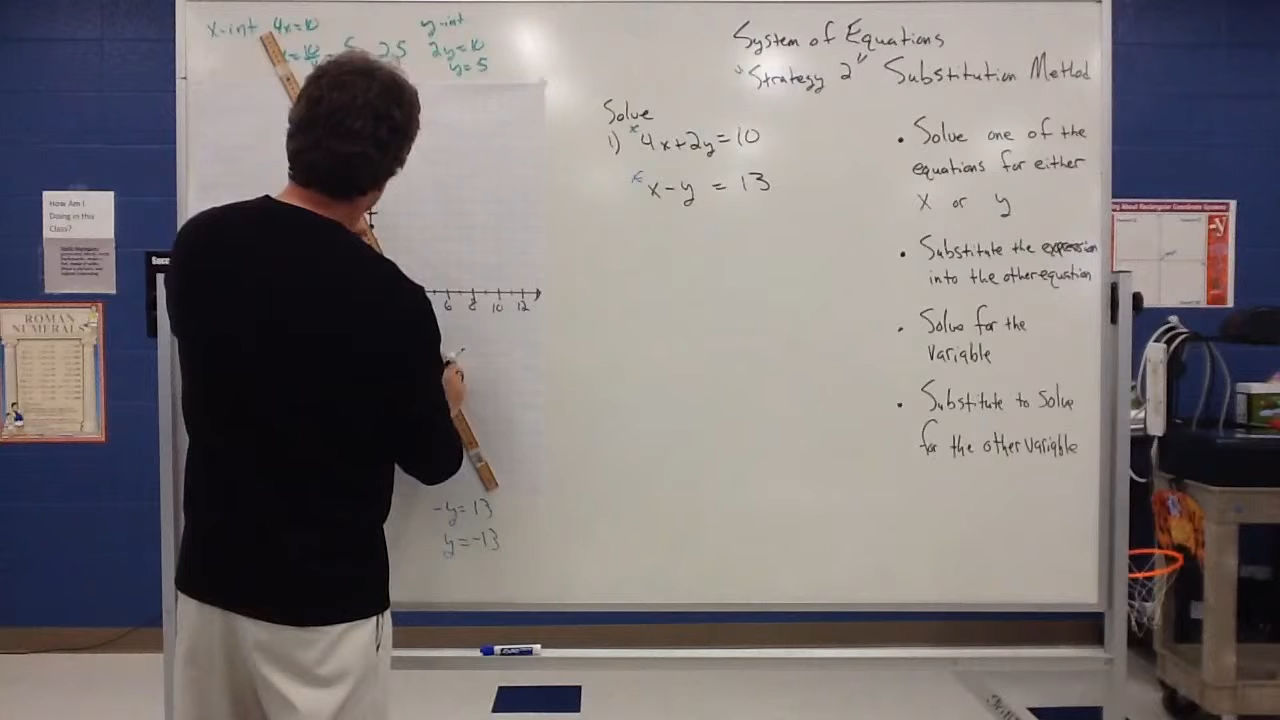 x-int 4x=10
y-int
2.5
2y=10
y=5
System of Equations
"Strategy 2" Substitution Method
Solve
1) *4x+2y=10
*x-y = 13
• Solve one of the
equations for either
x or y
• Substitute the expression
into the other equation
• Solve for the
variable
• Substitute to solve
for the other variable
6 8 10 12
-y=13
y=-13
How Am I
Doing in this
Class?
ROMAN
NUMERALS
-y